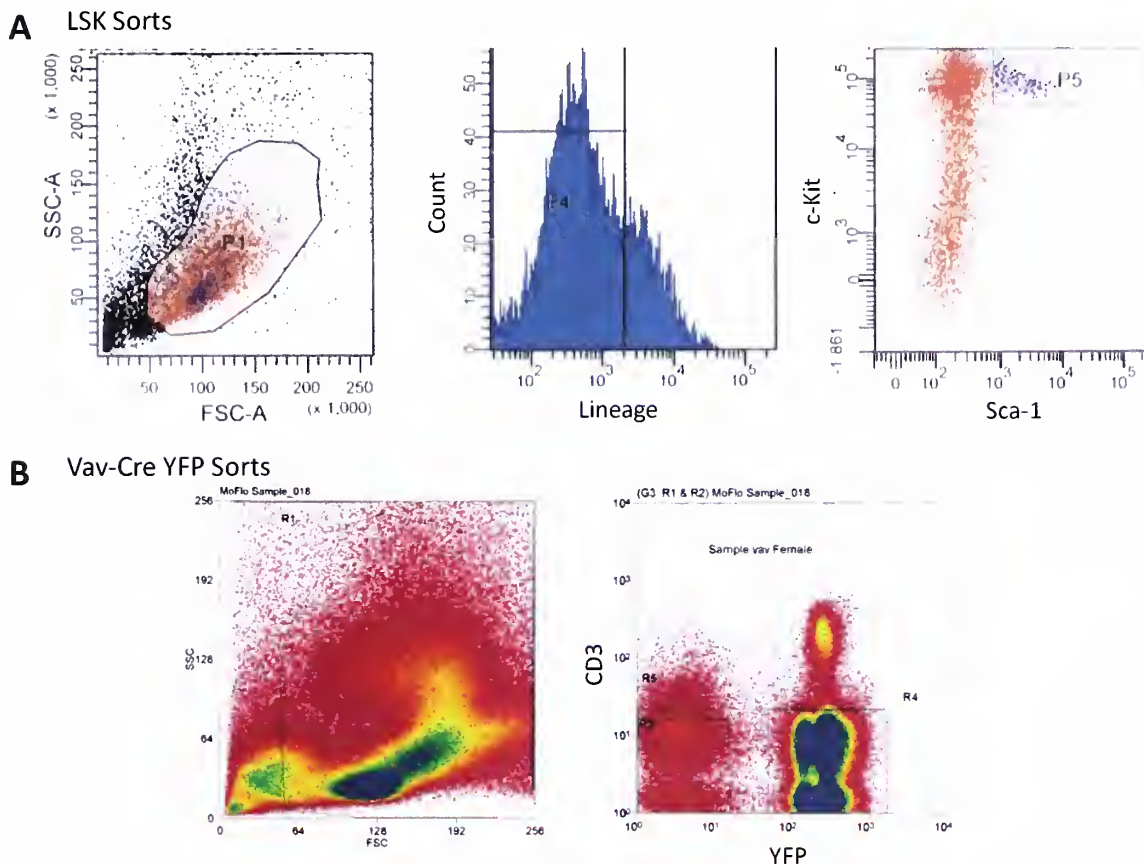 A LSK Sorts
(x 1,000)
250
200
150
100
50
SSC-A
P1
50 100 150 200 250
FSC-A (x 1,000)
50
40
30
20
10
0
Count
P4
10² 10³ 10⁴ 10⁵
Lineage
10⁵
10⁴
10³
0
-1 861
c-Kit
P5
0 10² 10³ 10⁴ 10⁵
Sca-1
B Vav-Cre YFP Sorts
MoFlo Sample_018
256
192
128
64
0
SSC
R1
0 64 128 192 256
FSC
(G3 R1 & R2) MoFlo Sample_018
10⁴
10³
10²
10¹
10⁰
CD3
Sample vav Female
R5
R4
10⁰ 10¹ 10² 10³ 10⁴
YFP